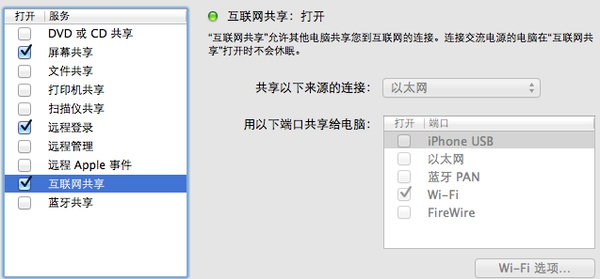 打开 服务
DVD 或 CD 共享
屏幕共享
文件共享
打印机共享
扫描仪共享
远程登录
远程管理
远程 Apple 事件
互联网共享
蓝牙共享
互联网共享：打开
“互联网共享”允许其他电脑共享您到互联网的连接。连接交流电源的电脑在“互联网共
享”打开时不会休眠。
共享以下来源的连接： 以太网
用以下端口共享给电脑： 打开 端口
iPhone USB
以太网
蓝牙 PAN
Wi-Fi
FireWire
Wi-Fi 选项...